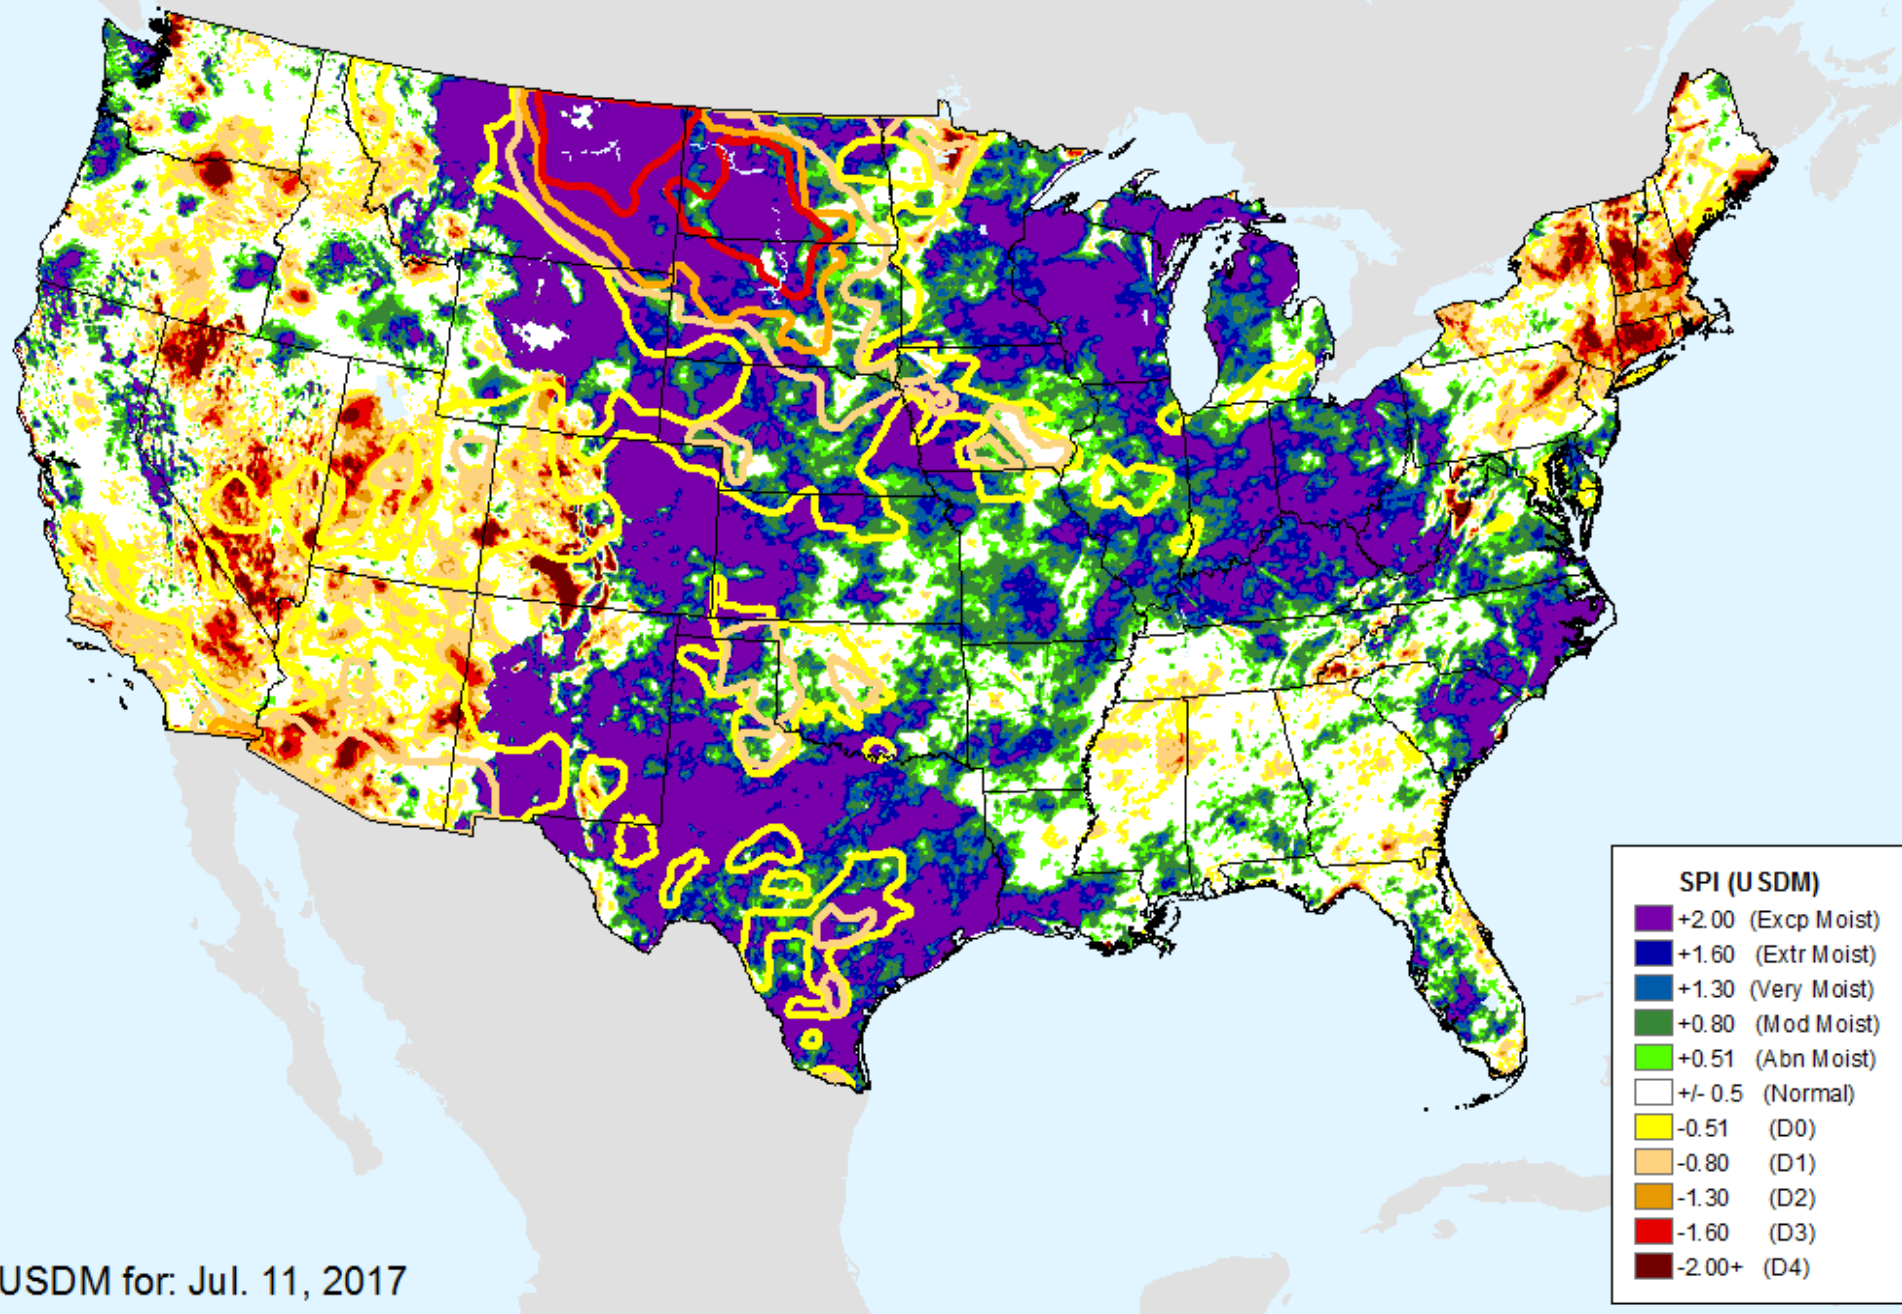 SPI (USDM)
+2.00 (Excp Moist)
+1.60 (Extr Moist)
+1.30 (Very Moist)
+0.80 (Mod Moist)
+0.51 (Abn Moist)
+/- 0.5 (Normal)
-0.51 (D0)
-0.80 (D1)
-1.30 (D2)
-1.60 (D3)
-2.00+ (D4)
USDM for: Jul. 11, 2017